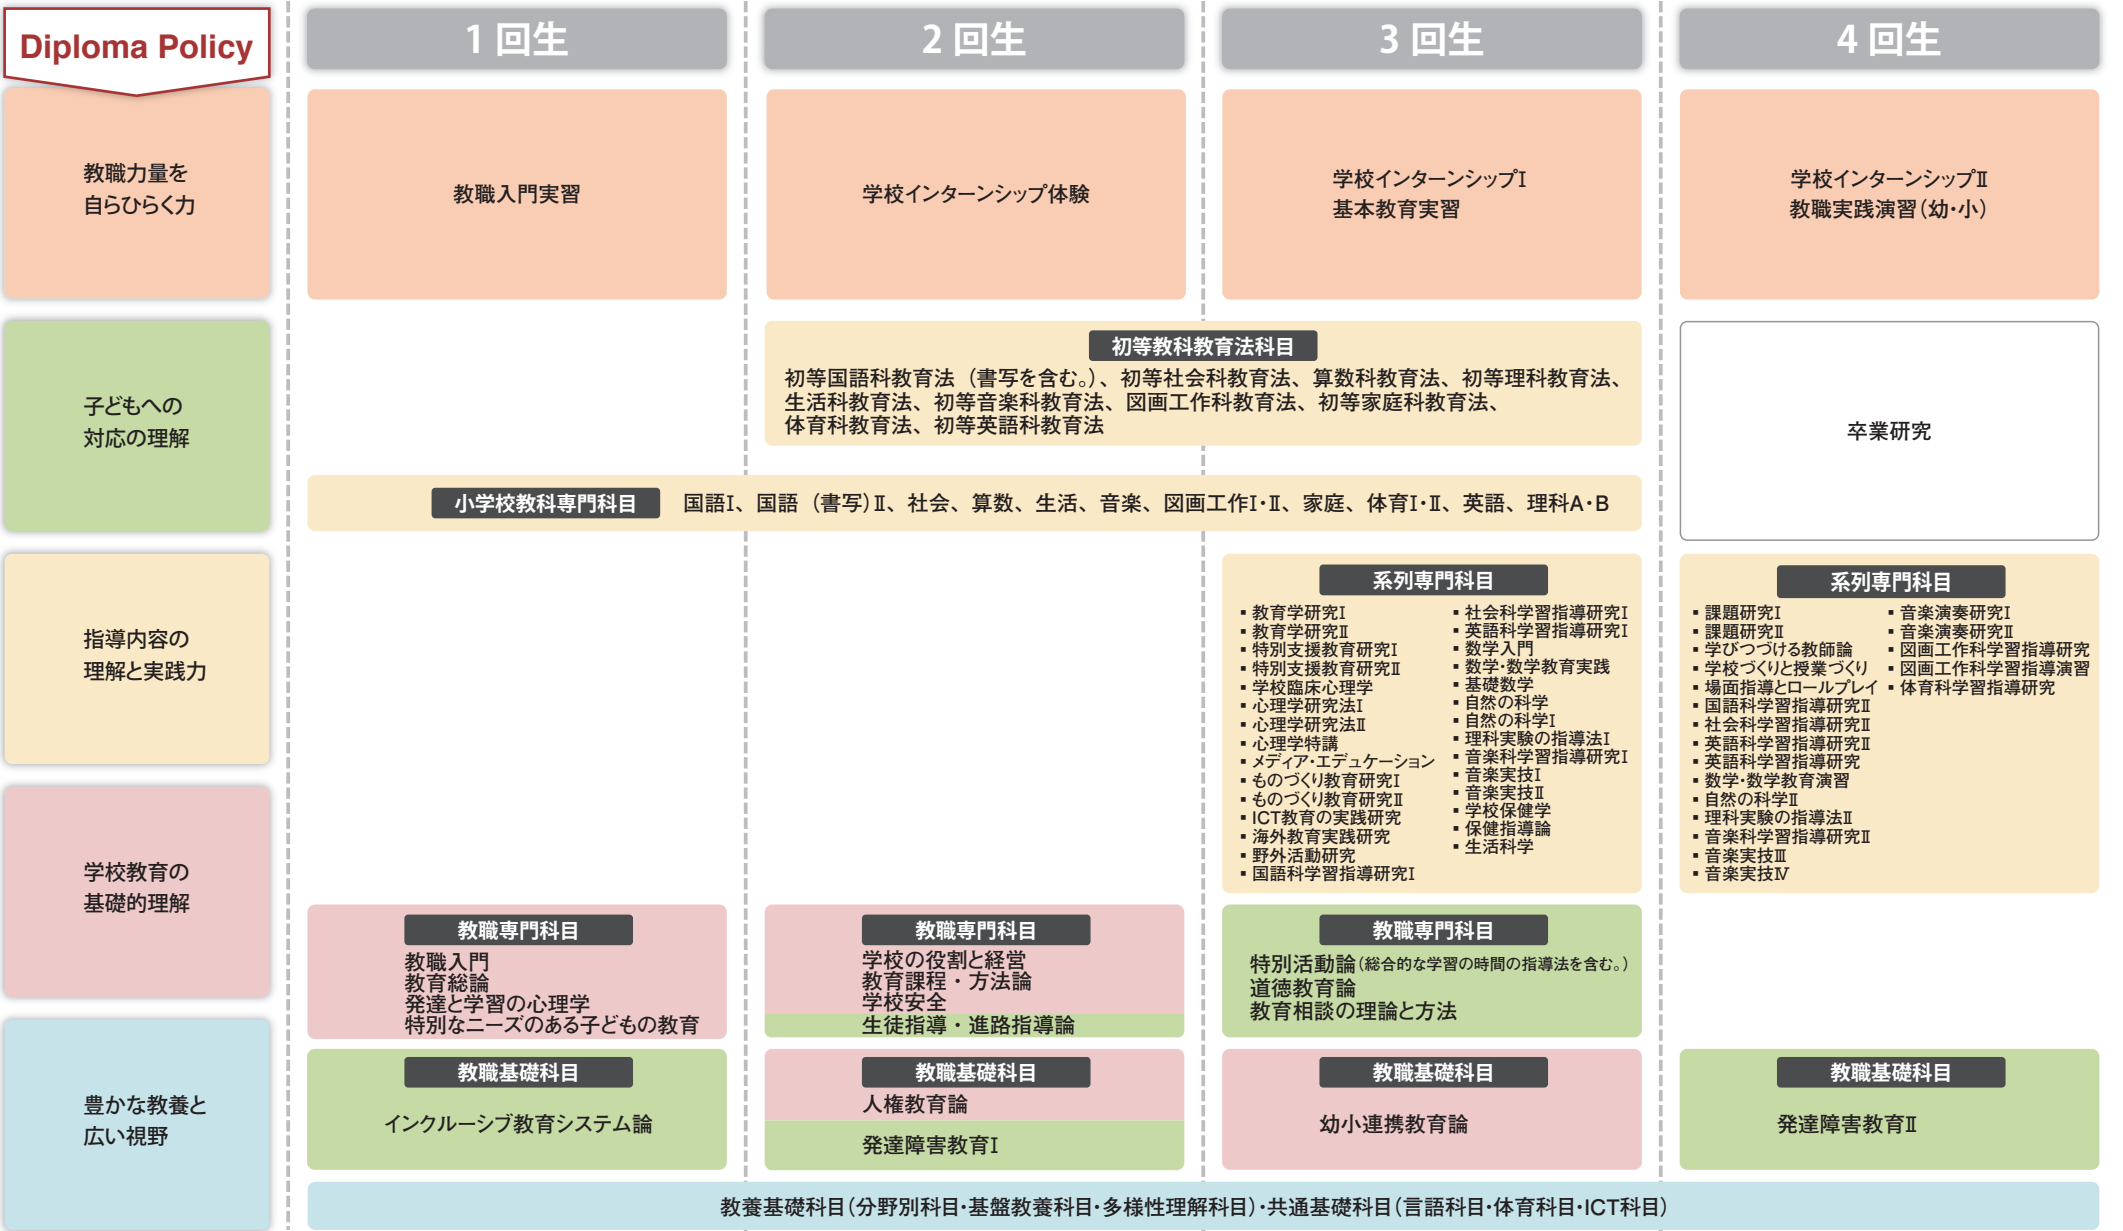 Diploma Policy
1 回生
2 回生
3 回生
4 回生
教職力量を
自らひらく力
教職入門実習
学校インターンシップ体験
学校インターンシップⅠ
基本教育実習
学校インターンシップⅡ
教職実践演習(幼・小)
子どもへの
対応の理解
初等教科教育法科目
初等国語科教育法（書写を含む。）、初等社会科教育法、算数科教育法、初等理科教育法、
生活科教育法、初等音楽科教育法、図画工作科教育法、初等家庭科教育法、
体育科教育法、初等英語科教育法
卒業研究
小学校教科専門科目
国語Ⅰ、国語（書写）Ⅱ、社会、算数、生活、音楽、図画工作Ⅰ・Ⅱ、家庭、体育Ⅰ・Ⅱ、英語、理科A・B
指導内容の
理解と実践力
系列専門科目
▪ 教育学研究Ⅰ
▪ 教育学研究Ⅱ
▪ 特別支援教育研究Ⅰ
▪ 特別支援教育研究Ⅱ
▪ 学校臨床心理学
▪ 心理学研究法Ⅰ
▪ 心理学研究法Ⅱ
▪ 心理学特講
▪ メディア・エデュケーション
▪ ものづくり教育研究Ⅰ
▪ ものづくり教育研究Ⅱ
▪ ICT教育の実践研究
▪ 海外教育実践研究
▪ 野外活動研究
▪ 国語科学習指導研究Ⅰ
▪ 社会科学習指導研究Ⅰ
▪ 英語科学習指導研究Ⅰ
▪ 数学入門
▪ 数学・数学教育実践
▪ 基礎数学
▪ 自然の科学
▪ 自然の科学Ⅰ
▪ 理科実験の指導法Ⅰ
▪ 音楽科学習指導研究Ⅰ
▪ 音楽実技Ⅰ
▪ 音楽実技Ⅱ
▪ 学校保健学
▪ 保健指導論
▪ 生活科学
系列専門科目
▪ 課題研究Ⅰ
▪ 課題研究Ⅱ
▪ 学びつづける教師論
▪ 学校づくりと授業づくり
▪ 場面指導とロールプレイ
▪ 国語科学習指導研究Ⅱ
▪ 社会科学習指導研究Ⅱ
▪ 英語科学習指導研究Ⅱ
▪ 英語科学習指導研究
▪ 数学・数学教育演習
▪ 自然の科学Ⅱ
▪ 理科実験の指導法Ⅱ
▪ 音楽科学習指導研究Ⅱ
▪ 音楽実技Ⅲ
▪ 音楽実技Ⅳ
▪ 音楽演奏研究Ⅰ
▪ 音楽演奏研究Ⅱ
▪ 図画工作科学習指導研究
▪ 図画工作科学習指導演習
▪ 体育科学習指導研究
学校教育の
基礎的理解
教職専門科目
教職入門
教育総論
発達と学習の心理学
特別なニーズのある子どもの教育
教職専門科目
学校の役割と経営
教育課程・方法論
学校安全
生徒指導・進路指導論
教職専門科目
特別活動論(総合的な学習の時間の指導法を含む。)
道徳教育論
教育相談の理論と方法
豊かな教養と
広い視野
教職基礎科目
インクルーシブ教育システム論
教職基礎科目
人権教育論
発達障害教育Ⅰ
教職基礎科目
幼小連携教育論
教職基礎科目
発達障害教育Ⅱ
教養基礎科目(分野別科目・基盤教養科目・多様性理解科目)・共通基礎科目(言語科目・体育科目・ICT科目)